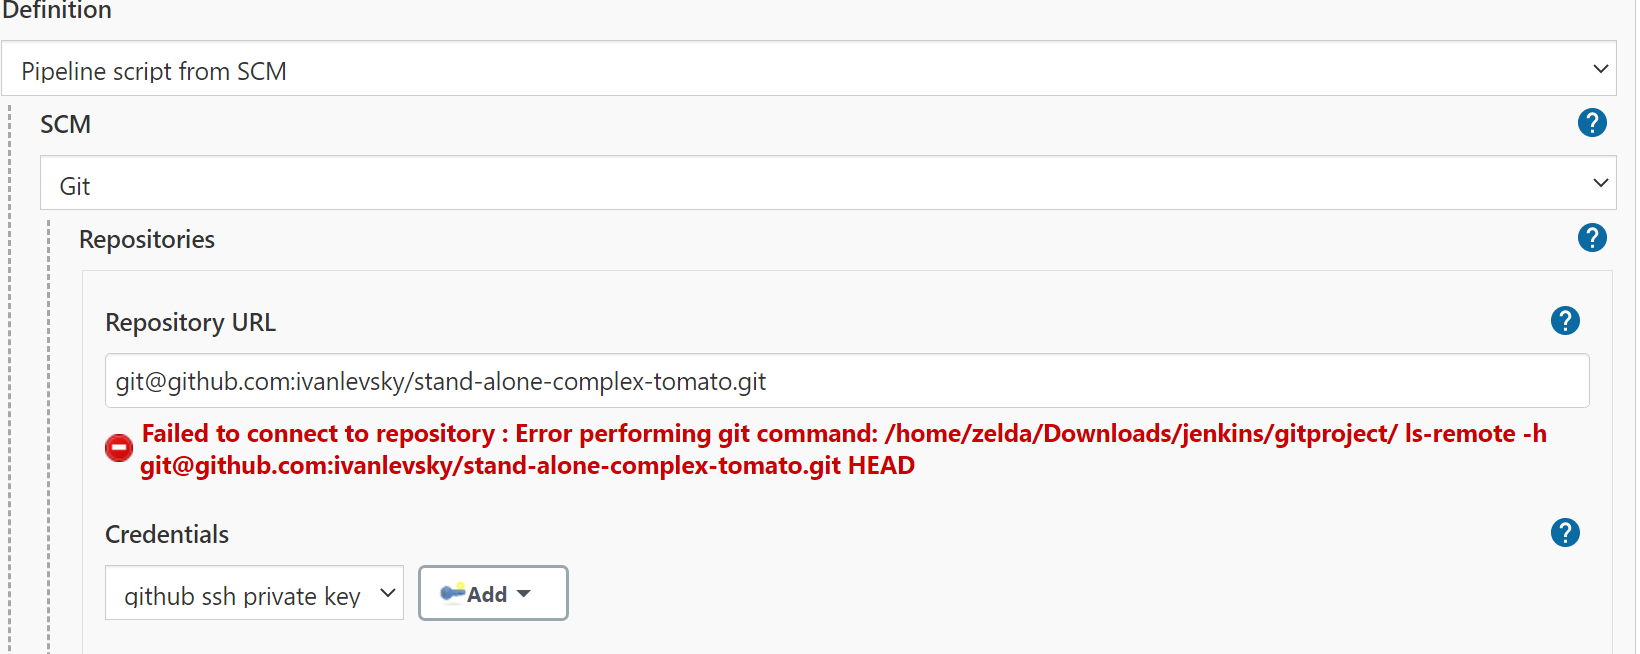 Definition
Pipeline script from SCM
SCM
?
Git
Repositories
?
Repository URL
?
git@github.com:ivanlevsky/stand-alone-complex-tomato.git
Failed to connect to repository : Error performing git command: /home/zelda/Downloads/jenkins/gitproject/ ls-remote -h
git@github.com:ivanlevsky/stand-alone-complex-tomato.git HEAD
Credentials
?
github ssh private key
Add